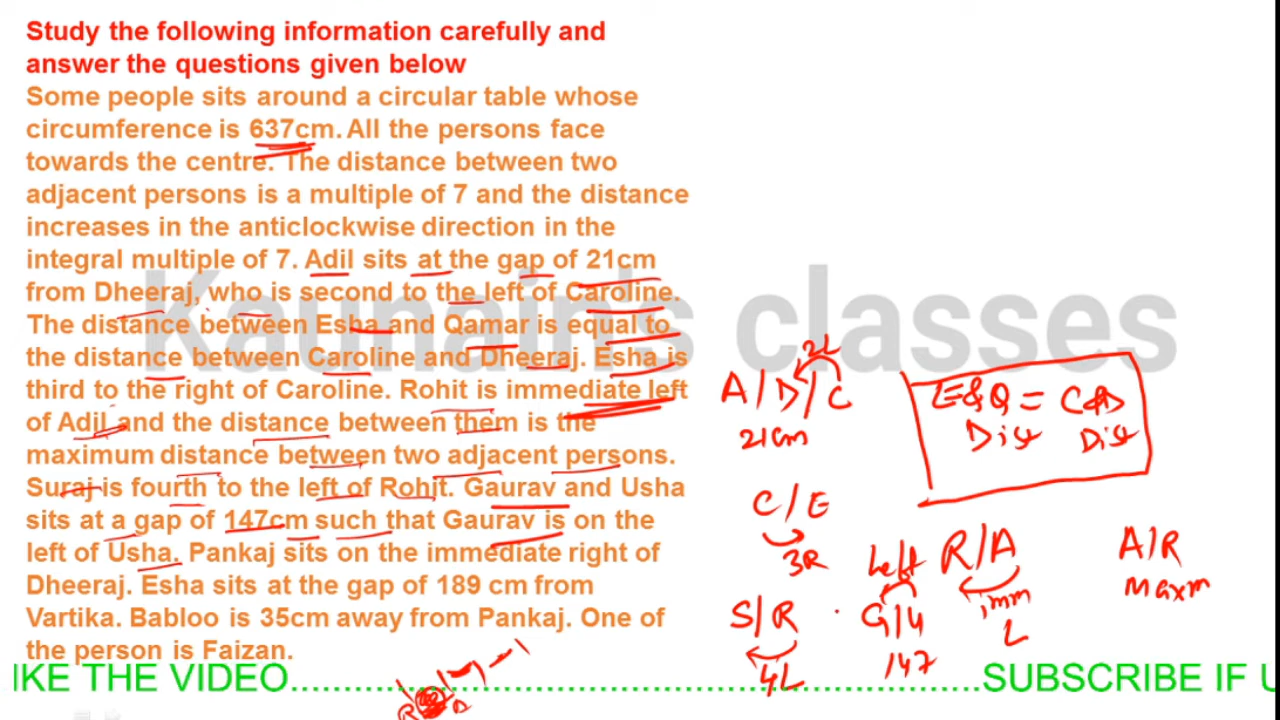 Study the following information carefully and
answer the questions given below
Some people sits around a circular table whose
circumference is 637cm. All the persons face
towards the centre. The distance between two
adjacent persons is a multiple of 7 and the distance
increases in the anticlockwise direction in the
integral multiple of 7. Adil sits at the gap of 21cm
from Dheeraj, who is second to the left of Caroline.
The distance between Esha and Qamar is equal to
the distance between Caroline and Dheeraj. Esha is
third to the right of Caroline. Rohit is immediate left
of Adil and the distance between them is the
maximum distance between two adjacent persons.
Suraj is fourth to the left of Rohit. Gaurav and Usha
sits at a gap of 147cm such that Gaurav is on the
left of Usha. Pankaj sits on the immediate right of
Dheeraj. Esha sits at the gap of 189 cm from
Vartika. Babloo is 35cm away from Pankaj. One of
the person is Faizan.
Kaunain's classes
2L
A/D/C
21cm
E&Q = C&D
Dist Dist
C/E
3R
Left
R/A
imm
L
A/R
maxm
S/R
4L
G/U
147
IKE THE VIDEO
SUBSCRIBE IF U